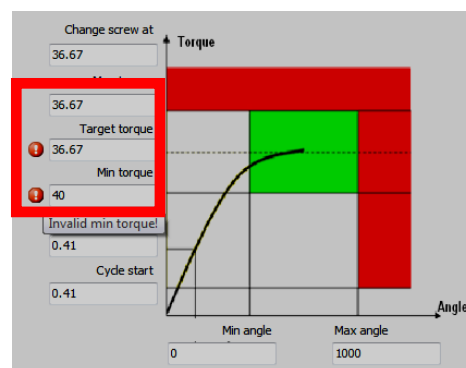 Change screw at
Torque
36.67
36.67
Target torque
36.67
Min torque
40
Invalid min torque!
0.41
Cycle start
0.41
Angle
Min angle
Max angle
0
1000